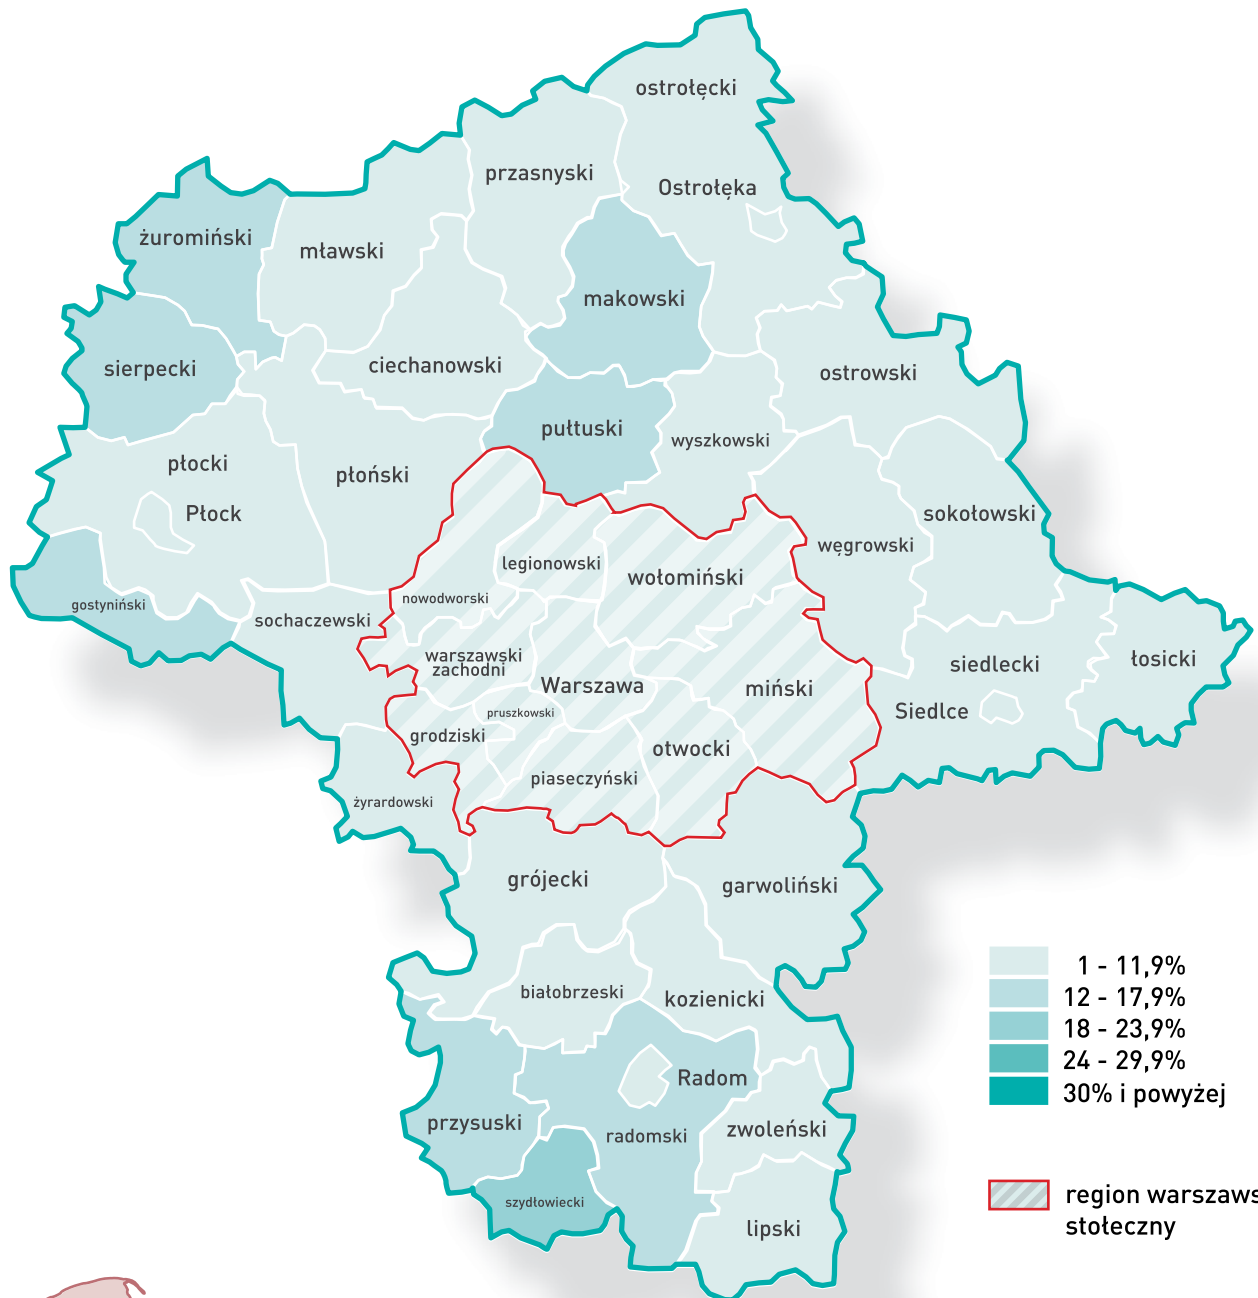 ostrołęcki
przasnyski
Ostrołęka
żuromiński
mławski
makowski
sierpecki
ciechanowski
ostrowski
pułtuski
wyszkowski
płocki
płoński
Płock
sokołowski
węgrowski
legionowski
wołomiński
nowodworski
gostyniński
sochaczewski
warszawski
zachodni
siedlecki
łosicki
Warszawa
miński
Siedlce
pruszkowski
grodziski
otwocki
piaseczyński
żyrardowski
grójecki
garwoliński
białobrzeski
kozienicki
Radom
przysuski
radomski
zwoleński
szydłowiecki
lipski
1 - 11,9%
12 - 17,9%
18 - 23,9%
24 - 29,9%
30% i powyżej
region warszaws
stołeczny